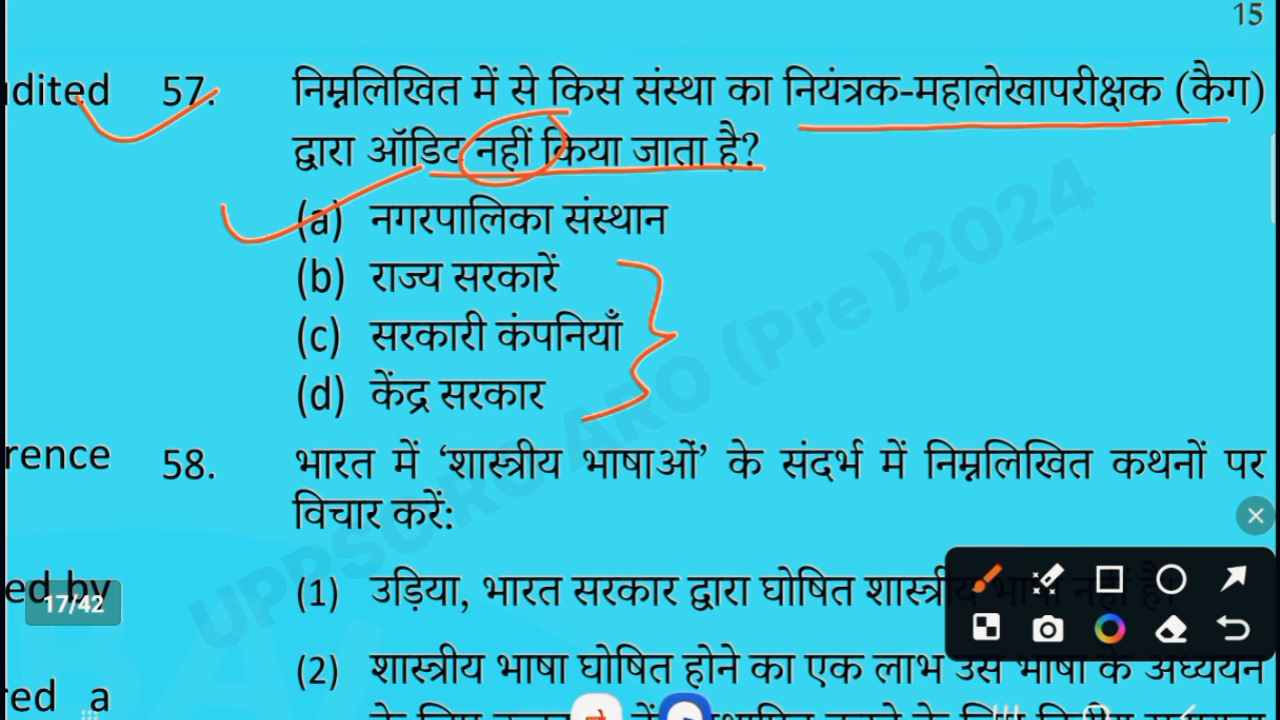 15
udited 57. निम्नलिखित में से किस संस्था का नियंत्रक-महालेखापरीक्षक (कैग)
द्वारा ऑडिट नहीं किया जाता है?
(a) नगरपालिका संस्थान
(b) राज्य सरकारें
(c) सरकारी कंपनियाँ
(d) केंद्र सरकार
rence 58. भारत में ‘शास्त्रीय भाषाओं’ के संदर्भ में निम्नलिखित कथनों पर
विचार करें:
ed by (1) उड़िया, भारत सरकार द्वारा घोषित शास्त्रीय भाषा नहीं है।
17/42
red a (2) शास्त्रीय भाषा घोषित होने का एक लाभ उस भाषा के अध्ययन
UPPSC RO ARO (Pre )2024